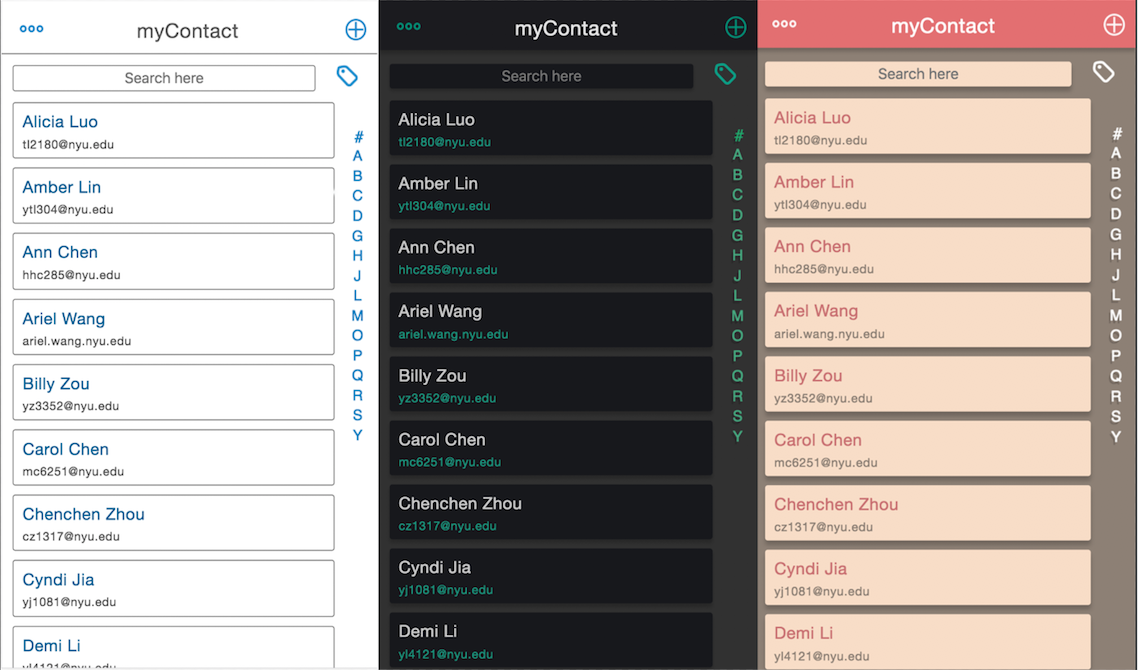 myContact
Search here
Alicia Luo
tl2180@nyu.edu
Amber Lin
ytl304@nyu.edu
Ann Chen
hhc285@nyu.edu
Ariel Wang
ariel.wang.nyu.edu
Billy Zou
yz3352@nyu.edu
Carol Chen
mc6251@nyu.edu
Chenchen Zhou
cz1317@nyu.edu
Cyndi Jia
yj1081@nyu.edu
Demi Li
yl4121@nyu.edu
#
A
B
C
D
G
H
J
L
M
O
P
Q
R
S
Y
myContact
Search here
Alicia Luo
tl2180@nyu.edu
Amber Lin
ytl304@nyu.edu
Ann Chen
hhc285@nyu.edu
Ariel Wang
ariel.wang.nyu.edu
Billy Zou
yz3352@nyu.edu
Carol Chen
mc6251@nyu.edu
Chenchen Zhou
cz1317@nyu.edu
Cyndi Jia
yj1081@nyu.edu
Demi Li
yl4121@nyu.edu
#
A
B
C
D
G
H
J
L
M
O
P
Q
R
S
Y
myContact
Search here
Alicia Luo
tl2180@nyu.edu
Amber Lin
ytl304@nyu.edu
Ann Chen
hhc285@nyu.edu
Ariel Wang
ariel.wang.nyu.edu
Billy Zou
yz3352@nyu.edu
Carol Chen
mc6251@nyu.edu
Chenchen Zhou
cz1317@nyu.edu
Cyndi Jia
yj1081@nyu.edu
Demi Li
yl4121@nyu.edu
#
A
B
C
D
G
H
J
L
M
O
P
Q
R
S
Y